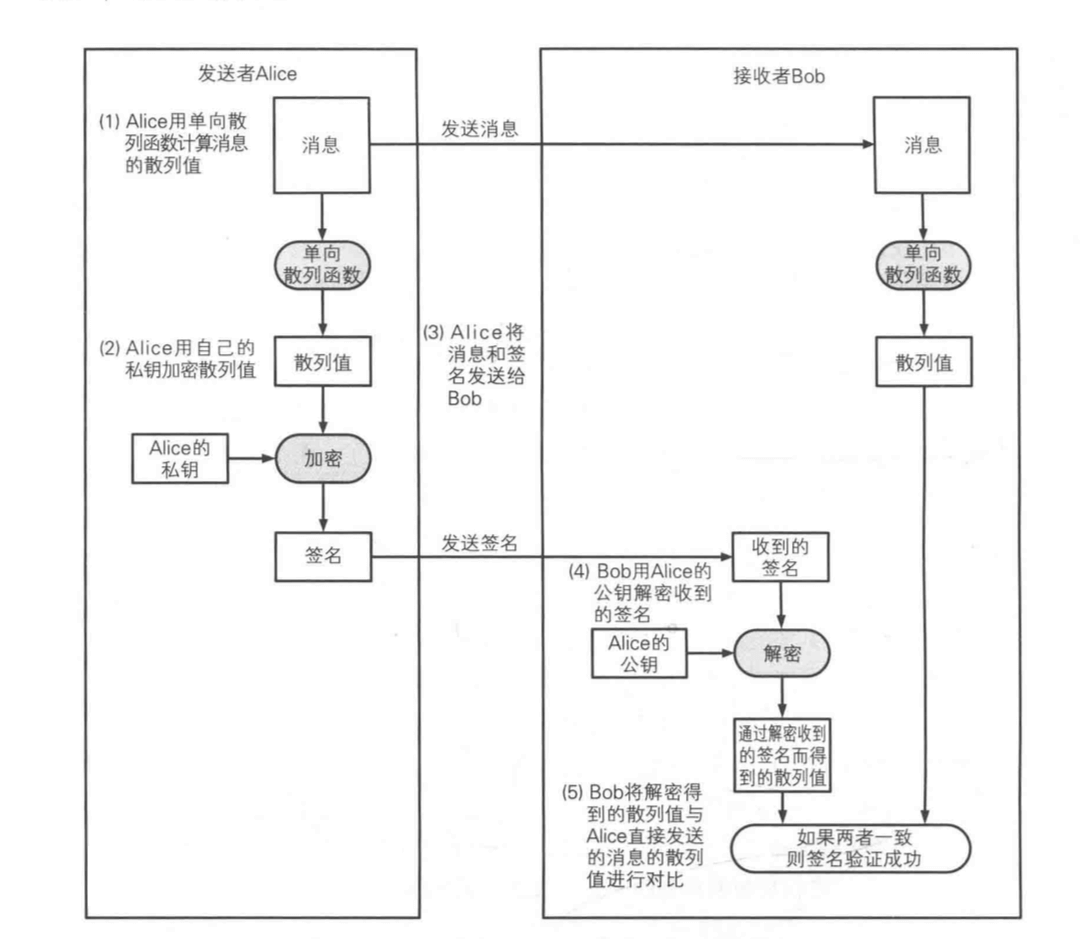 发送者Alice
接收者Bob
(1) Alice用单向散
列函数计算消息
的散列值
消息
发送消息
消息
单向
散列函数
单向
散列函数
(2) Alice用自己的
私钥加密散列值
散列值
(3) Alice将
消息和签
名发送给
Bob
散列值
Alice的
私钥
加密
签名
发送签名
收到的
签名
(4) Bob用Alice的
公钥解密收到
的签名
Alice的
公钥
解密
通过解密收到
的签名而得
到的散列值
(5) Bob将解密得
到的散列值与
Alice直接发送
的消息的散列
值进行对比
如果两者一致
则签名验证成功